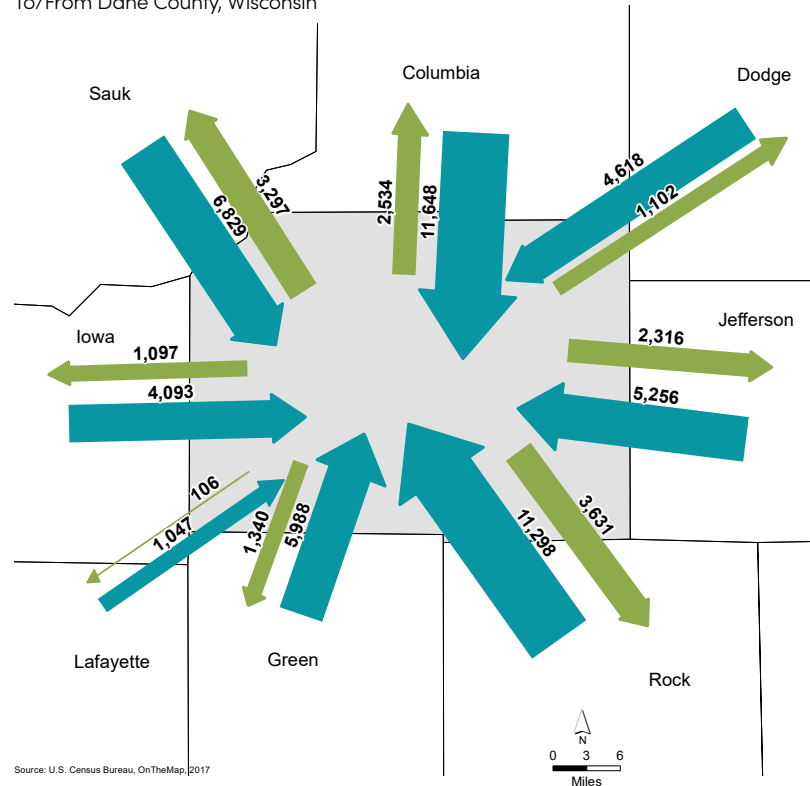 To/From Dane County, Wisconsin
Columbia
Dodge
Sauk
4,618
3,297
6,829
2,534
11,648
1,102
Jefferson
Iowa
2,316
1,097
4,093
5,256
106
1,047
1,340
5,988
11,298
3,631
Lafayette
Green
Rock
N
0 3 6
Miles
Source: U.S. Census Bureau, OnTheMap, 2017